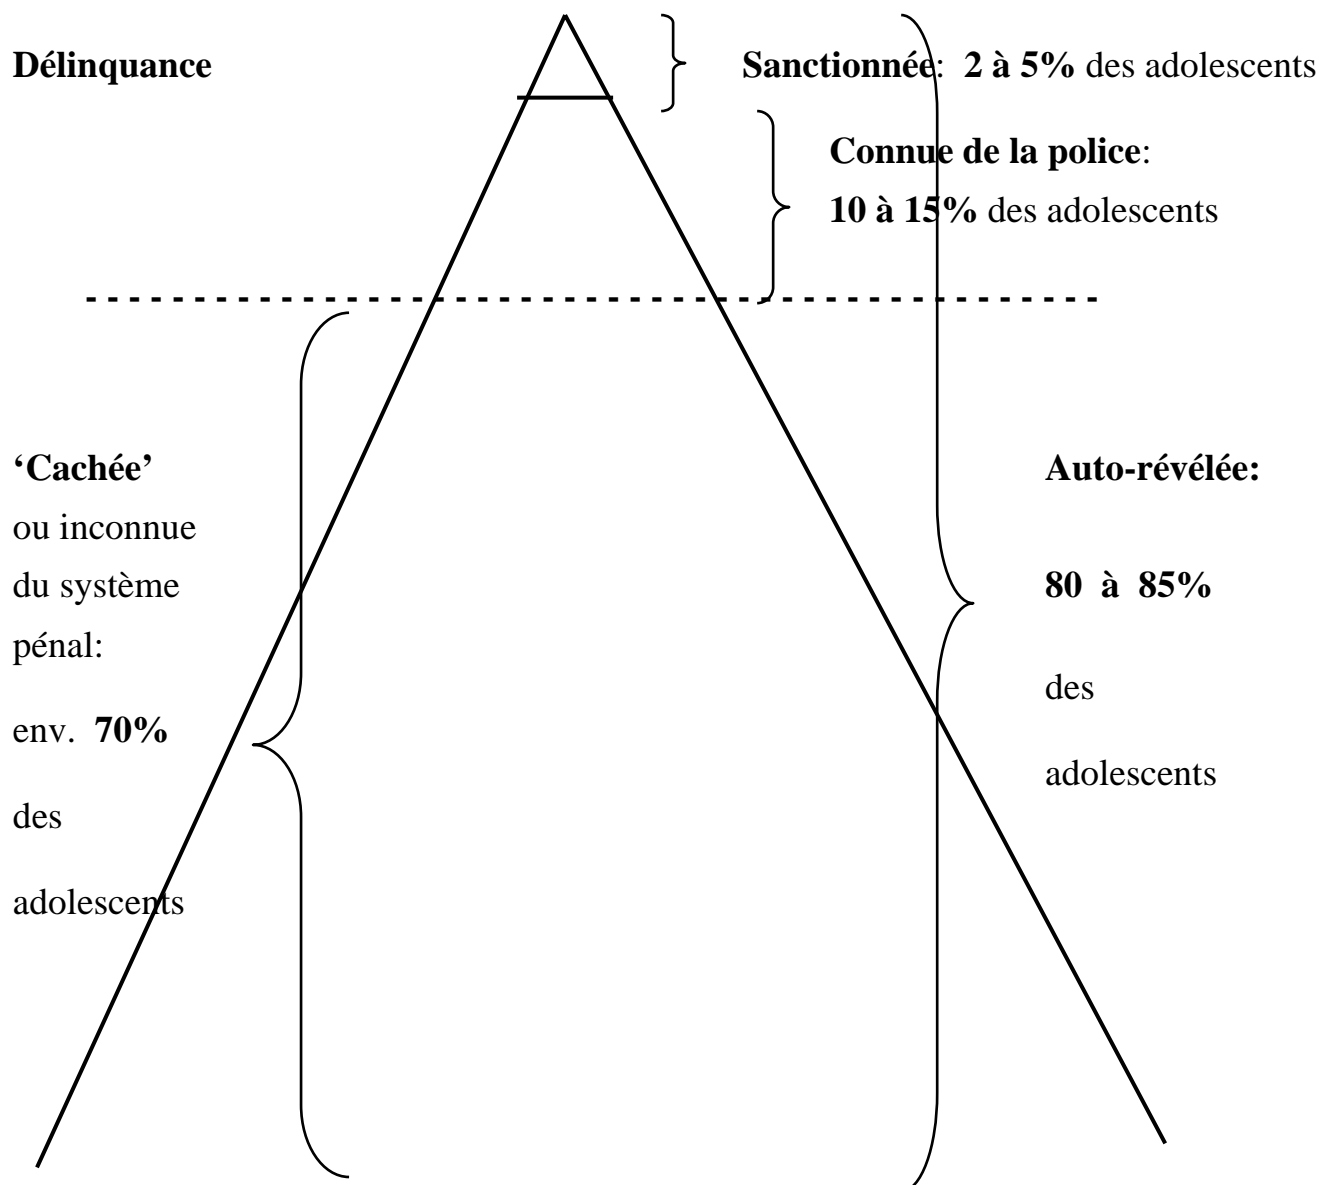 Délinquance
Sanctionnée: 2 à 5% des adolescents
Connue de la police:
10 à 15% des adolescents
‘Cachée’
ou inconnue
du système
pénal:
env. 70%
des
adolescents
Auto-révélée:
80 à 85%
des
adolescents